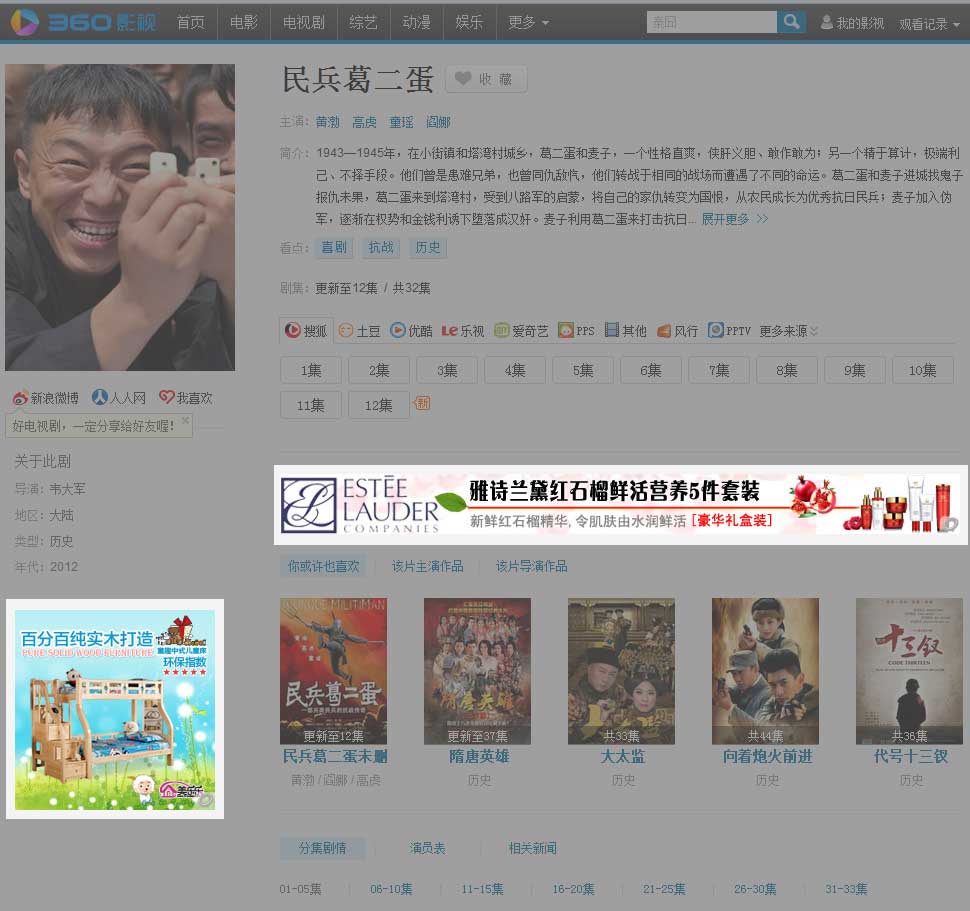 360影视 首页 电影 电视剧 综艺 动漫 娱乐 更多 我的影视 观看记录
民兵葛二蛋 收 藏
主演：黄渤 高虎 童瑶 阎娜
简介：1943—1945年，在小街镇和塔湾村城乡，葛二蛋和麦子，一个性格直爽，侠肝义胆、敢作敢为；另一个精于算计，极端利
己、不择手段。他们曾是患难兄弟，也曾同仇敌忾，他们转战于相同的战场而遭遇了不同的命运。葛二蛋和麦子进城找鬼子
报仇未果，葛二蛋来到塔湾村，受到八路军的启蒙，将自己的家仇转变为国恨，从农民成长为优秀抗日民兵；麦子加入伪
军，逐渐在权势和金钱利诱下堕落成汉奸。麦子利用葛二蛋来打击抗日... 展开更多 >>
看点：喜剧 抗战 历史
剧集：更新至12集 / 共32集
搜狐 土豆 优酷 乐视 爱奇艺 PPS 其他 风行 PPTV 更多来源
1集 2集 3集 4集 5集 6集 7集 8集 9集 10集
11集 12集 新
新浪微博 人人网 我喜欢
好电视剧，一定分享给好友喔！
关于此剧
导演：韦大军
地区：大陆
类型：历史
年代：2012
ESTĒE LAUDER COMPANIES
雅诗兰黛红石榴鲜活营养5件套装
新鲜红石榴精华, 令肌肤由水润鲜活 [豪华礼盒装]
你或许也喜欢 该片主演作品 该片导演作品
百分百纯实木打造
PURE SOLID WOOD FURNITURE
童趣中式儿童床
环保指数
★★★★★
民兵葛二蛋
十三钗
CODE THIRTEEN
更新至12集 更新至37集 共33集 共44集 共36集
民兵葛二蛋未删 隋唐英雄 大太监 向着炮火前进 代号十三钗
黄渤 / 阎娜 / 高虎 历史 历史 历史 历史
分集剧情 演员表 相关新闻
01-05集 06-10集 11-15集 16-20集 21-25集 26-30集 31-33集